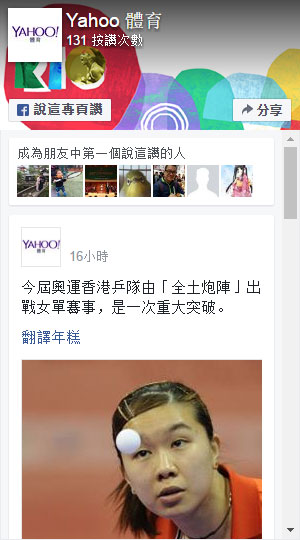 YAHOO!
體育
Yahoo 體育
131 按讚次數
說這專頁讚
分享
成為朋友中第一個說這讚的人
YAHOO!
16小時
今屆奧運香港乒隊由「全土炮陣」出
戰女單賽事，是一次重大突破。
翻譯年糕